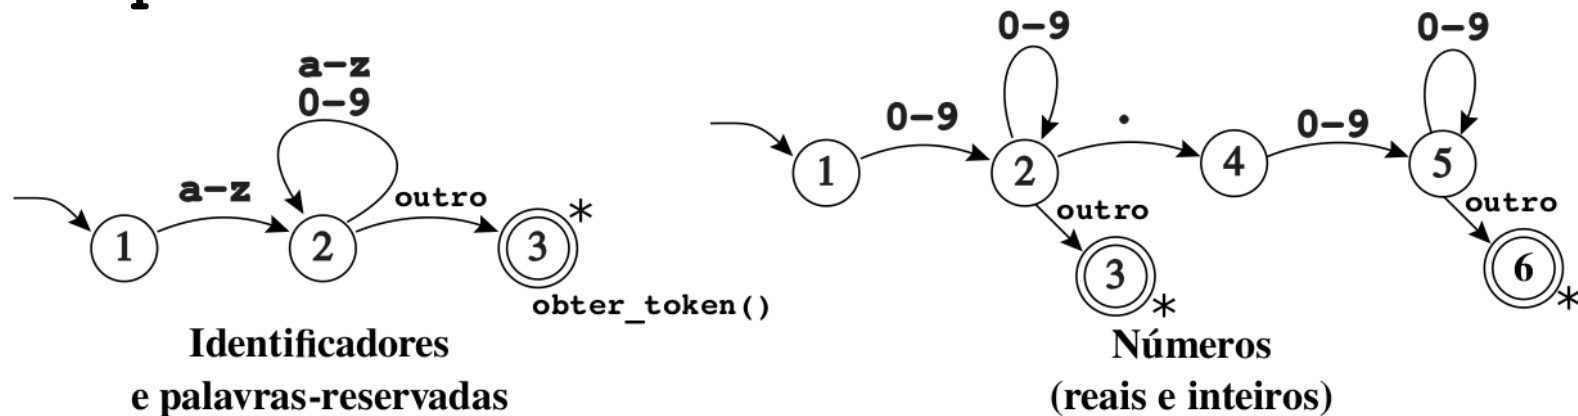 a-z
0-9
a-z
outro
1
2
3
*
obter_token()
Identificadores
e palavras-reservadas
0-9
0-9
0-9
.
0-9
1
2
4
5
outro
outro
3
*
6
*
Números
(reais e inteiros)